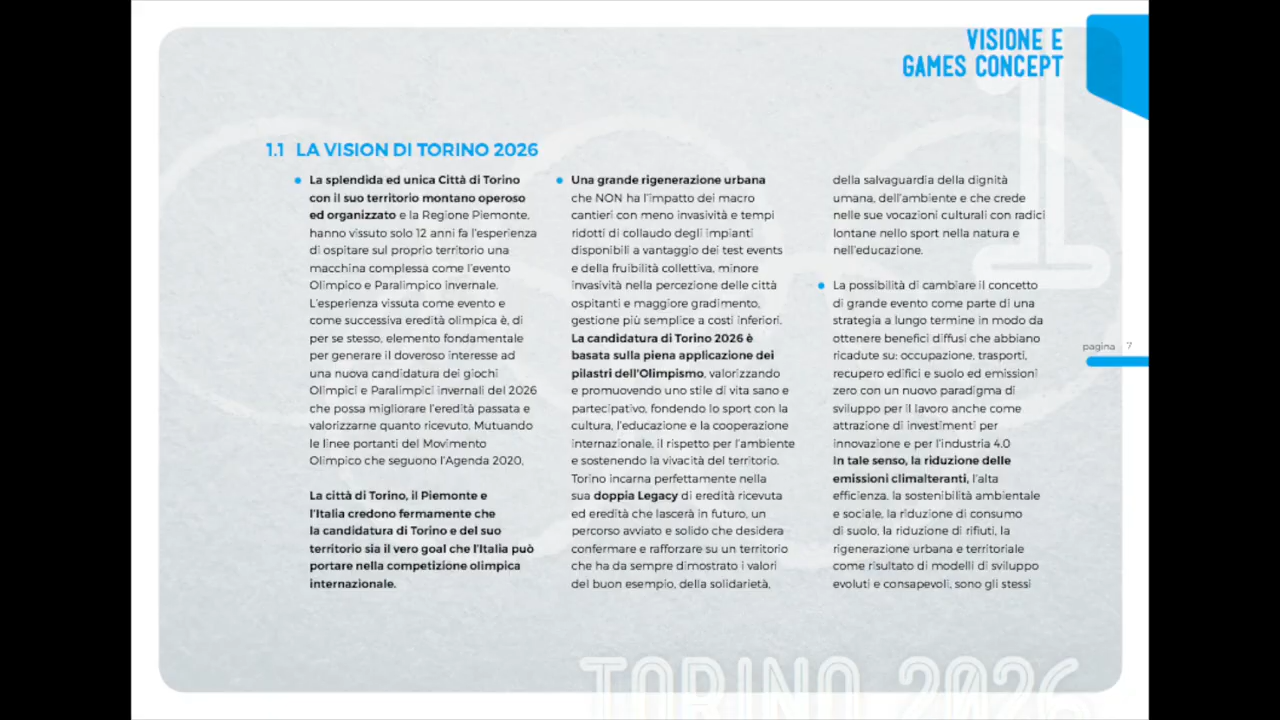 VISIONE E
GAMES CONCEPT
1
1.1 LA VISION DI TORINO 2026
La splendida ed unica Città di Torino
con il suo territorio montano operoso
ed organizzato e la Regione Piemonte,
hanno vissuto solo 12 anni fa l'esperienza
di ospitare sul proprio territorio una
macchina complessa come l'evento
Olimpico e Paralimpico invernale.
L'esperienza vissuta come evento e
come successiva eredità olimpica è, di
per se stesso, elemento fondamentale
per generare il doveroso interesse ad
una nuova candidatura dei giochi
Olimpici e Paralimpici invernali del 2026
che possa migliorare l'eredità passata e
valorizzarne quanto ricevuto. Mutuando
le linee portanti del Movimento
Olimpico che seguono l'Agenda 2020,
La città di Torino, il Piemonte e
l'Italia credono fermamente che
la candidatura di Torino e del suo
territorio sia il vero goal che l'Italia può
portare nella competizione olimpica
internazionale.
Una grande rigenerazione urbana
che NON ha l'impatto dei macro
cantieri con meno invasività e tempi
ridotti di collaudo degli impianti
disponibili a vantaggio dei test events
e della fruibilità collettiva, minore
invasività nella percezione delle città
ospitanti e maggiore gradimento,
gestione più semplice a costi inferiori.
La candidatura di Torino 2026 è
basata sulla piena applicazione dei
pilastri dell'Olimpismo, valorizzando
e promuovendo uno stile di vita sano e
partecipativo, fondendo lo sport con la
cultura, l'educazione e la cooperazione
internazionale, il rispetto per l'ambiente
e sostenendo la vivacità del territorio.
Torino incarna perfettamente nella
sua doppia Legacy di eredità ricevuta
ed eredità che lascerà in futuro, un
percorso avviato e solido che desidera
confermare e rafforzare su un territorio
che ha da sempre dimostrato i valori
del buon esempio, della solidarietà,
della salvaguardia della dignità
umana, dell'ambiente e che crede
nelle sue vocazioni culturali con radici
lontane nello sport nella natura e
nell'educazione.
La possibilità di cambiare il concetto
di grande evento come parte di una
strategia a lungo termine in modo da
ottenere benefici diffusi che abbiano
ricadute su: occupazione, trasporti,
recupero edifici e suolo ed emissioni
zero con un nuovo paradigma di
sviluppo per il lavoro anche come
attrazione di investimenti per
innovazione e per l'industria 4.0
In tale senso, la riduzione delle
emissioni climalteranti, l'alta
efficienza, la sostenibilità ambientale
e sociale, la riduzione di consumo
di suolo, la riduzione di rifiuti, la
rigenerazione urbana e territoriale
come risultato di modelli di sviluppo
evoluti e consapevoli, sono gli stessi
pagina 7
TORINO 2026